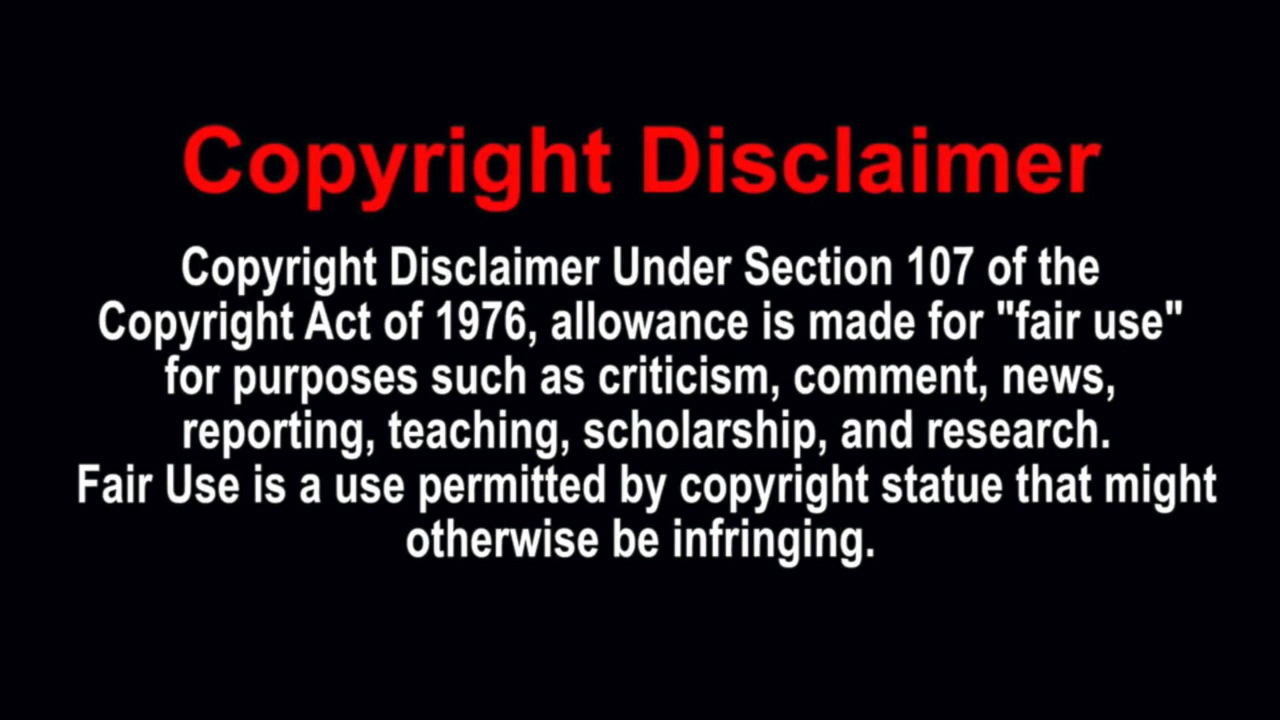 Copyright Disclaimer
Copyright Disclaimer Under Section 107 of the
Copyright Act of 1976, allowance is made for "fair use"
for purposes such as criticism, comment, news,
reporting, teaching, scholarship, and research.
Fair Use is a use permitted by copyright statue that might
otherwise be infringing.